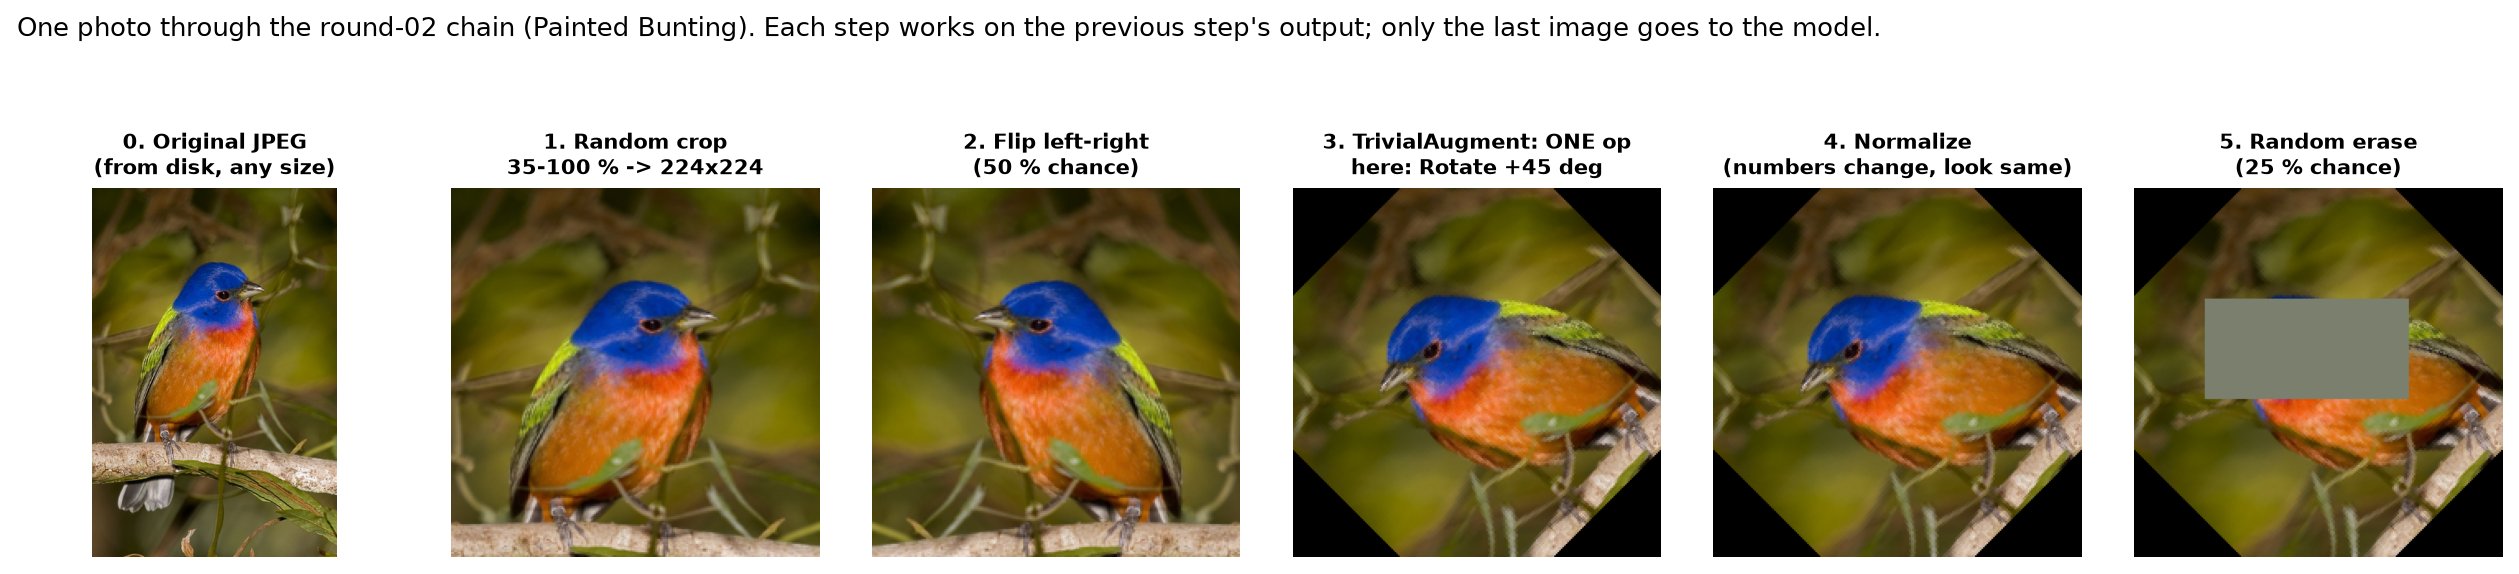 One photo through the round-02 chain (Painted Bunting). Each step works on the previous step's output; only the last image goes to the model.
0. Original JPEG
(from disk, any size)
1. Random crop
35-100 % -> 224x224
2. Flip left-right
(50 % chance)
3. TrivialAugment: ONE op
here: Rotate +45 deg
4. Normalize
(numbers change, look same)
5. Random erase
(25 % chance)